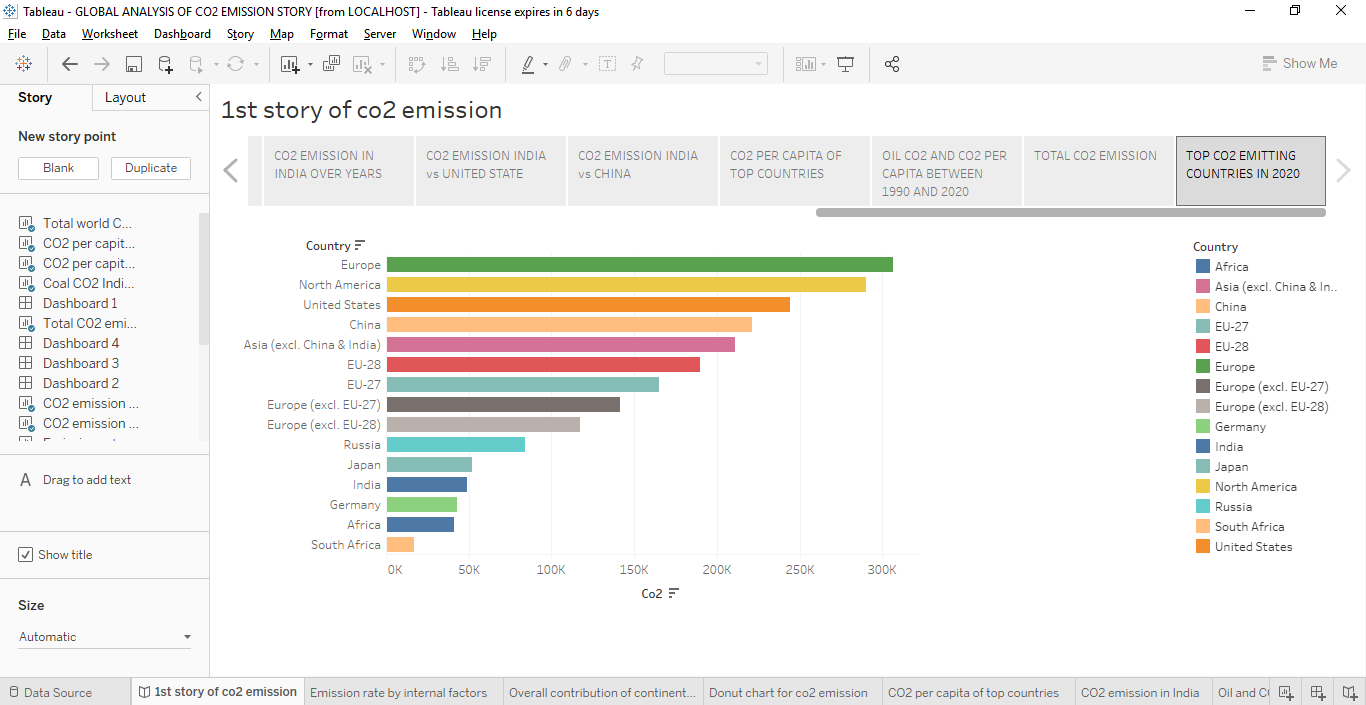 Tableau - GLOBAL ANALYSIS OF CO2 EMISSION STORY [from LOCALHOST] - Tableau license expires in 6 days
File Data Worksheet Dashboard Story Map Format Server Window Help
Show Me
Story Layout
New story point
Blank Duplicate
Total world C...
CO2 per capit...
CO2 per capit...
Coal CO2 Indi...
Dashboard 1
Total CO2 emi...
Dashboard 4
Dashboard 3
Dashboard 2
CO2 emission ...
CO2 emission ...
A Drag to add text
Show title
Size
Automatic
1st story of co2 emission
CO2 EMISSION IN
INDIA OVER YEARS
CO2 EMISSION INDIA
vs UNITED STATE
CO2 EMISSION INDIA
vs CHINA
CO2 PER CAPITA OF
TOP COUNTRIES
OIL CO2 AND CO2 PER
CAPITA BETWEEN
1990 AND 2020
TOTAL CO2 EMISSION
TOP CO2 EMITTING
COUNTRIES IN 2020
Country
Europe
North America
United States
China
Asia (excl. China & India)
EU-28
EU-27
Europe (excl. EU-27)
Europe (excl. EU-28)
Russia
Japan
India
Germany
Africa
South Africa
0K 50K 100K 150K 200K 250K 300K
Co2
Country
Africa
Asia (excl. China & In..
China
EU-27
EU-28
Europe
Europe (excl. EU-27)
Europe (excl. EU-28)
Germany
India
Japan
North America
Russia
South Africa
United States
Data Source 1st story of co2 emission Emission rate by internal factors Overall contribution of continent... Donut chart for co2 emission CO2 per capita of top countries CO2 emission in India Oil and C